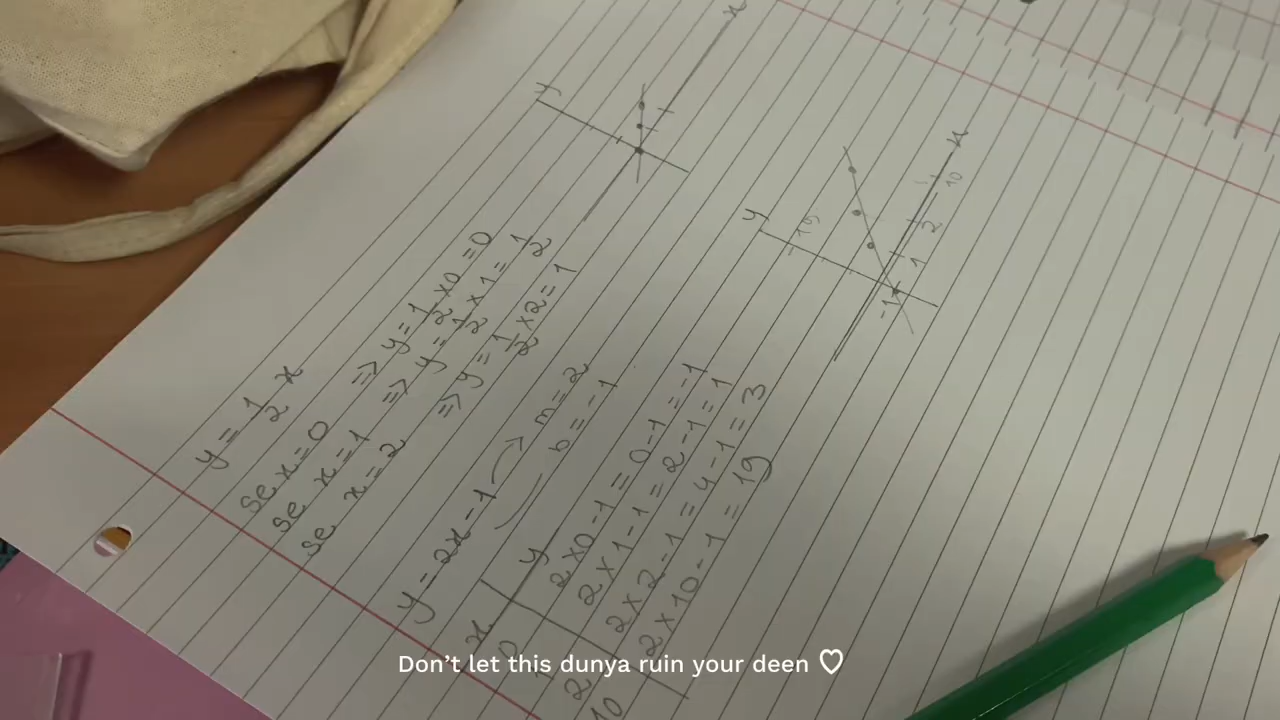 y = 1/2 x
se x = 0 => y = 1/2 × 0 = 0
se x = 1 => y = 1/2 × 1 = 1/2
se x = 2 => y = 1/2 × 2 = 1
y
x
y = 2x - 1 → m = 2
b = -1
x y
0 2 × 0 - 1 = 0 - 1 = -1
1 2 × 1 - 1 = 2 - 1 = 1
2 2 × 2 - 1 = 4 - 1 = 3
10 2 × 10 - 1 = 19
y
19
-1 1 2 10 x
Don't let this dunya ruin your deen ♡